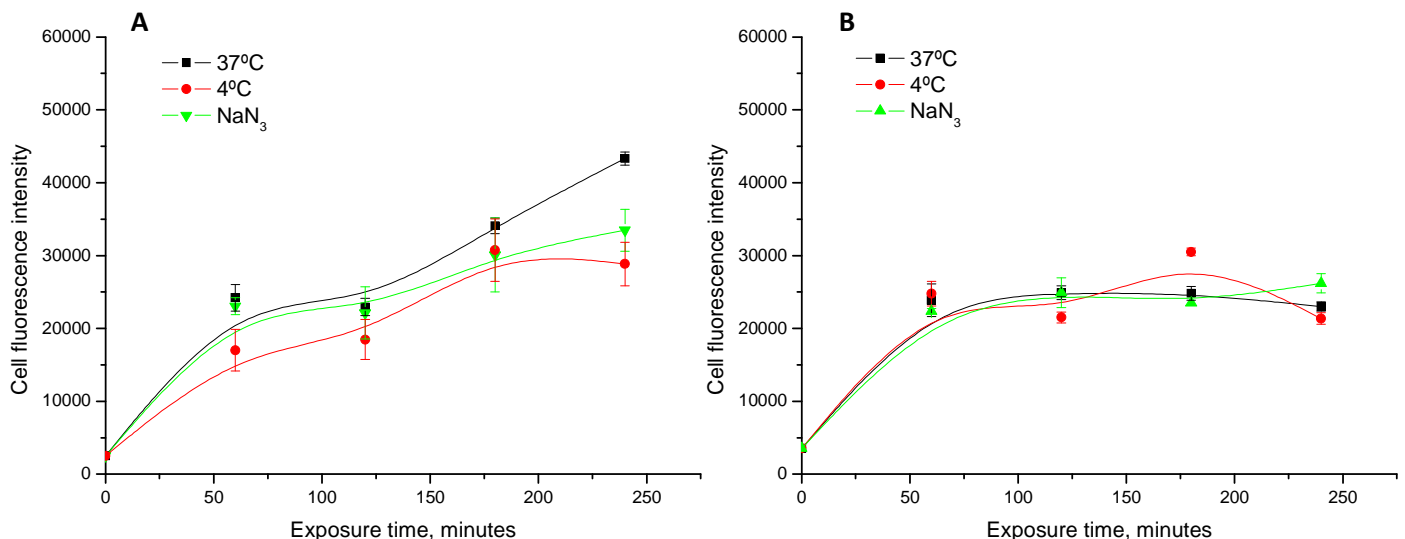 A
37ºC
4ºC
NaN₃
60000
50000
40000
30000
20000
10000
0
0 50 100 150 200 250
Cell fluorescence intensity
Exposure time, minutes
B
37ºC
4ºC
NaN₃
60000
50000
40000
30000
20000
10000
0
0 50 100 150 200 250
Cell fluorescence intensity
Exposure time, minutes